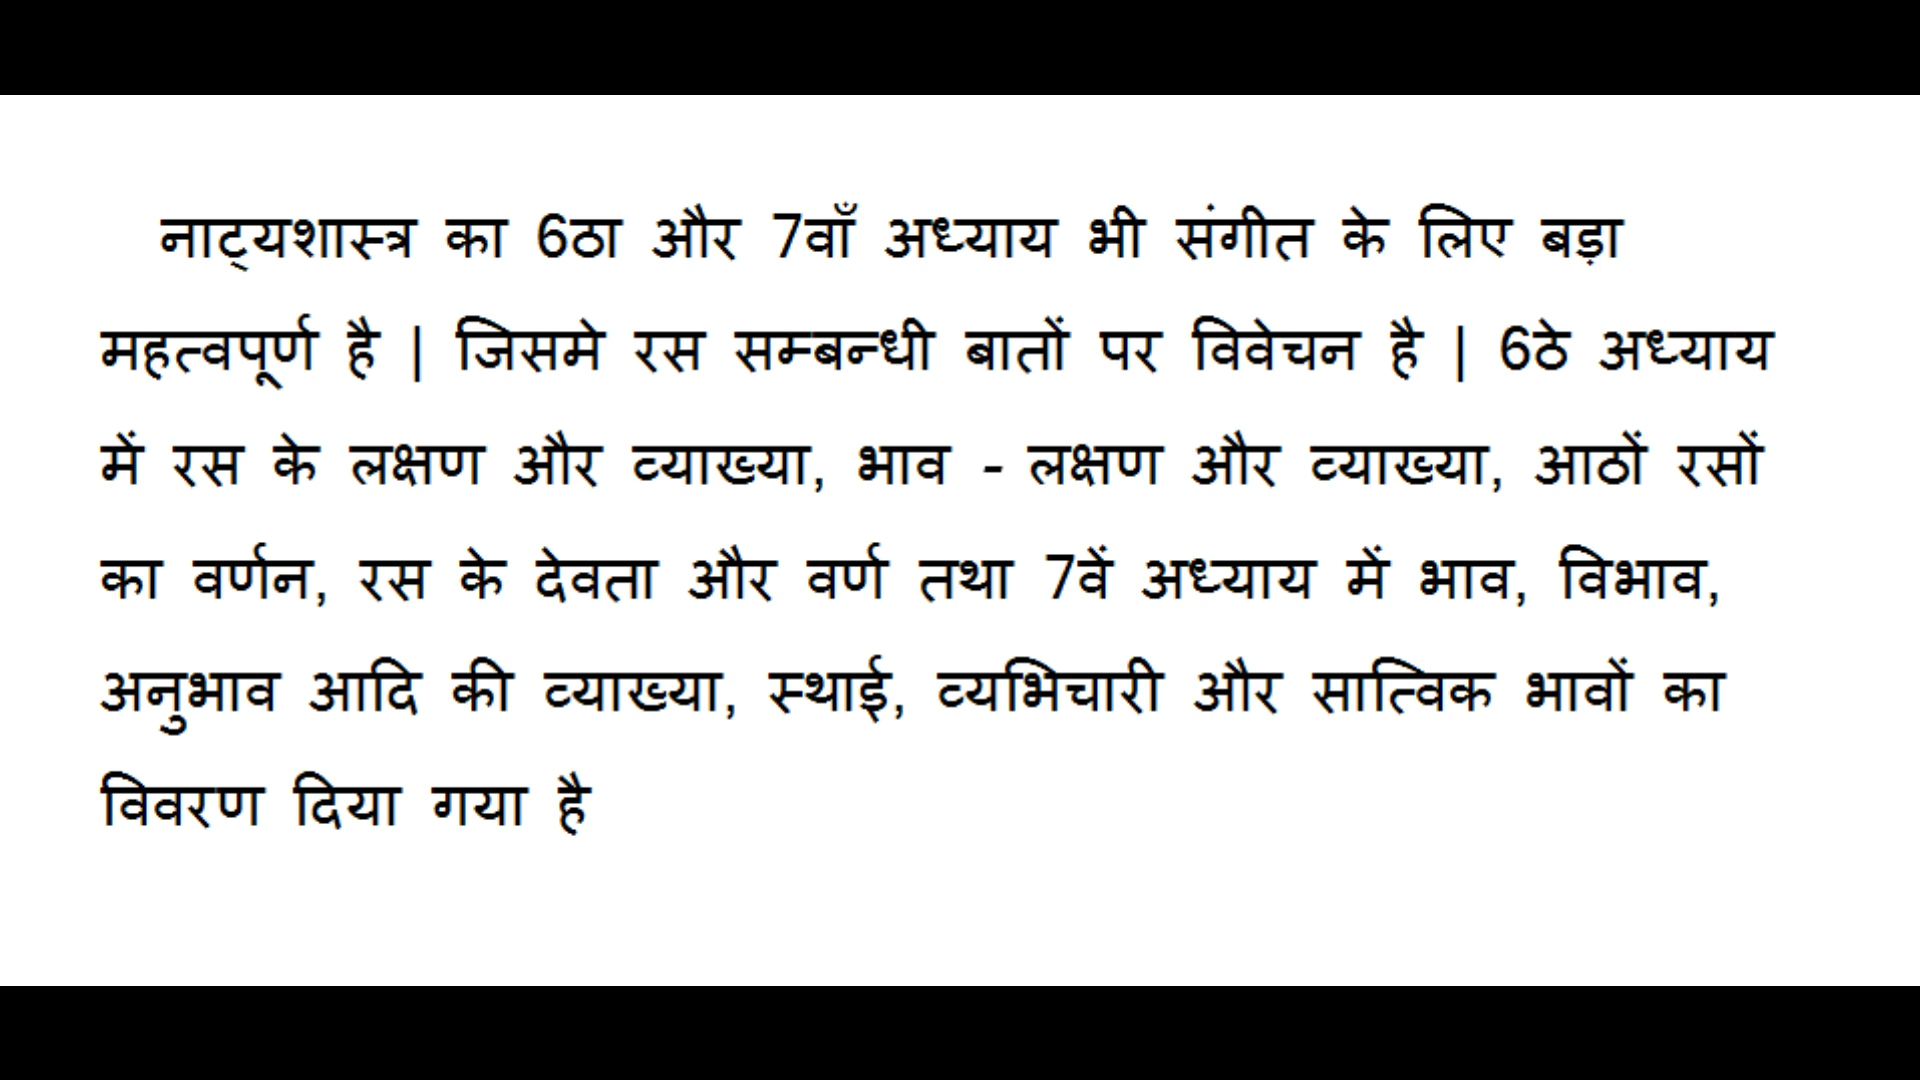 नाट्यशास्त्र का 6ठा और 7वाँ अध्याय भी संगीत के लिए बड़ा
महत्वपूर्ण है | जिसमे रस सम्बन्धी बातों पर विवेचन है | 6ठे अध्याय
में रस के लक्षण और व्याख्या, भाव - लक्षण और व्याख्या, आठों रसों
का वर्णन, रस के देवता और वर्ण तथा 7वें अध्याय में भाव, विभाव,
अनुभाव आदि की व्याख्या, स्थाई, व्यभिचारी और सात्विक भावों का
विवरण दिया गया है